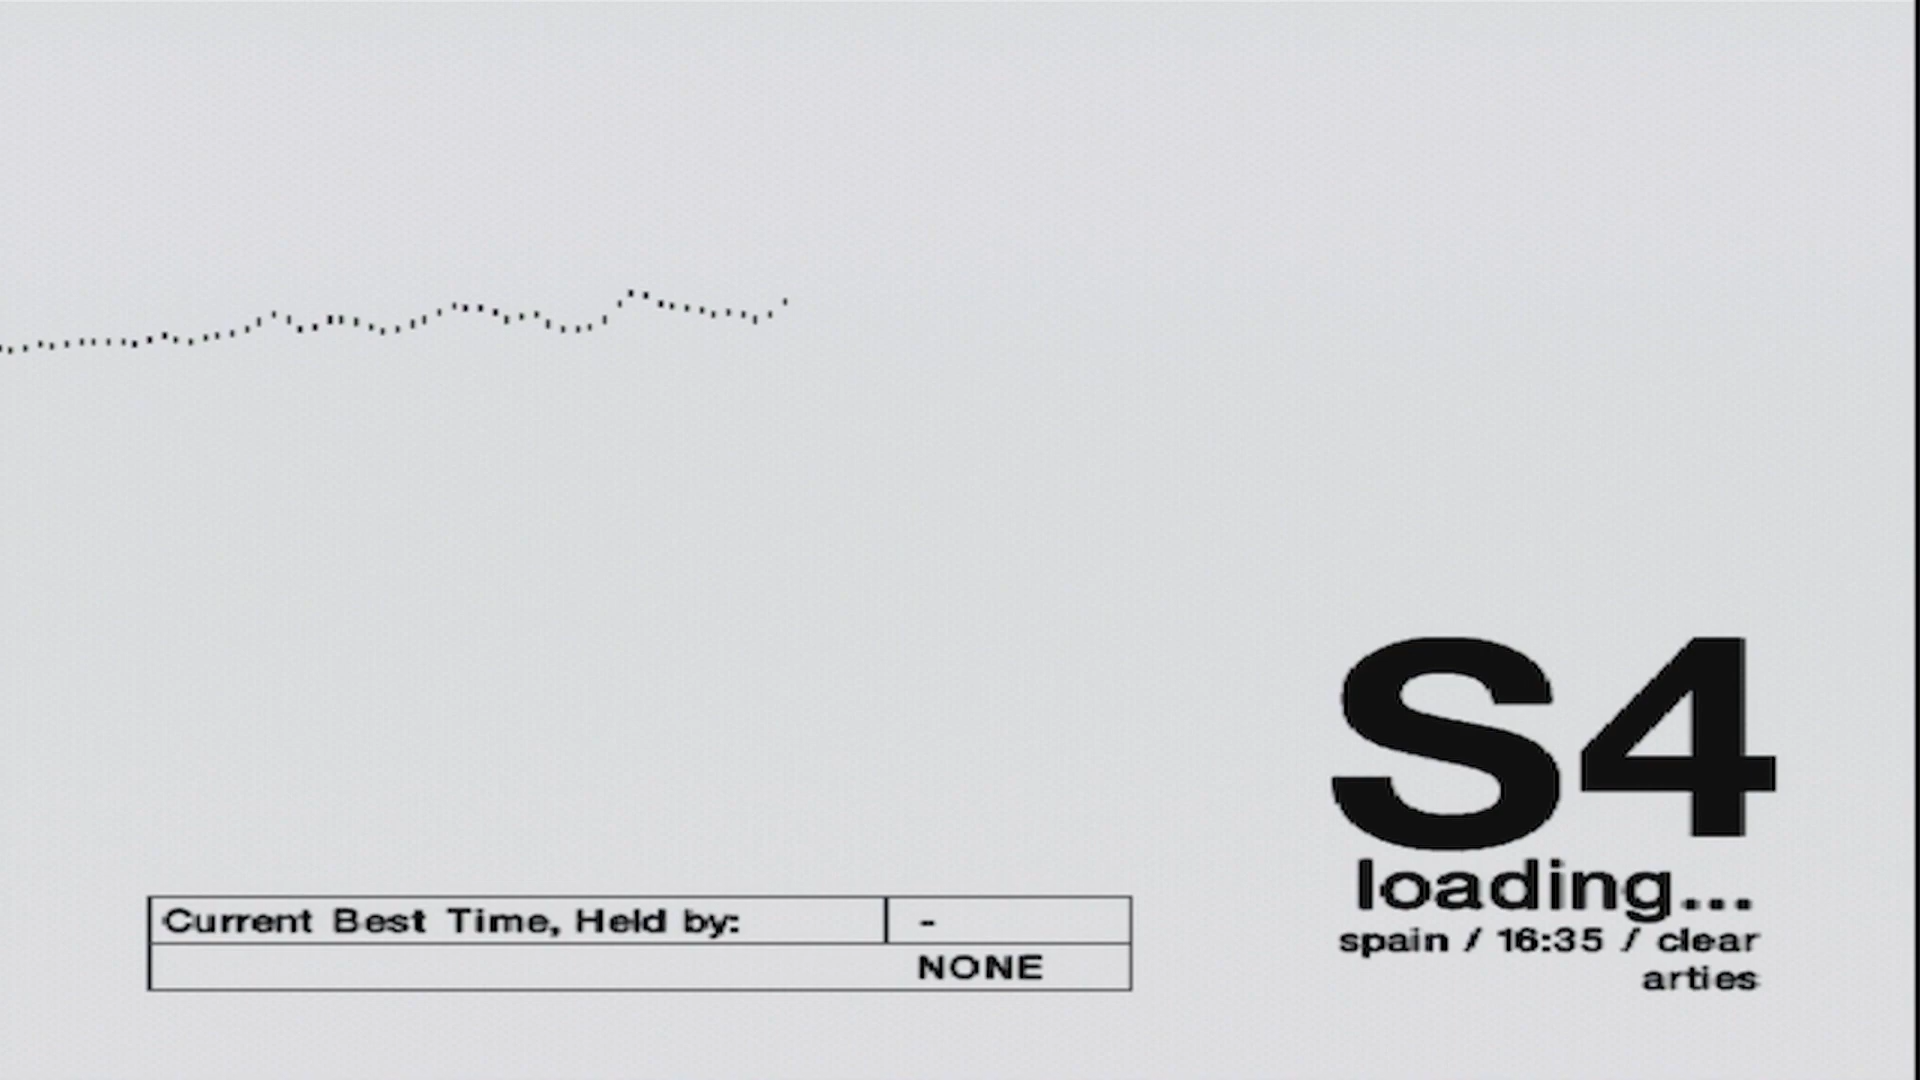 S4
loading...
spain / 16:35 / clear
arties
Current Best Time, Held by: -
NONE